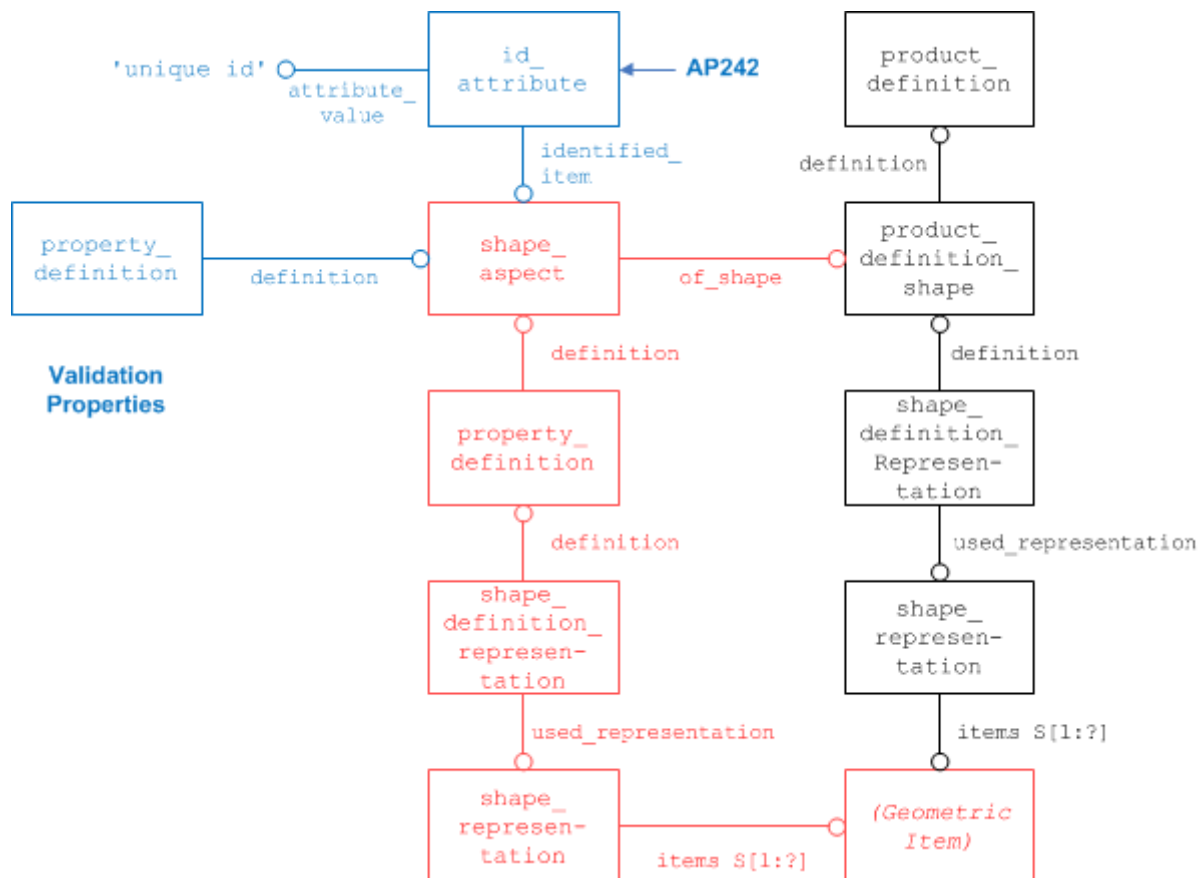 id_
attribute
'unique id'
attribute_
value
AP242
product_
definition
identified_
item
definition
property_
definition
definition
shape_
aspect
of_shape
product_
definition_
shape
Validation
Properties
definition
definition
property_
definition
shape_
definition_
Represen-
tation
definition
used_representation
shape_
definition_
represen-
tation
shape_
represen-
tation
used_representation
items S[1:?]
shape_
represen-
tation
items S[1:?]
(Geometric
Item)